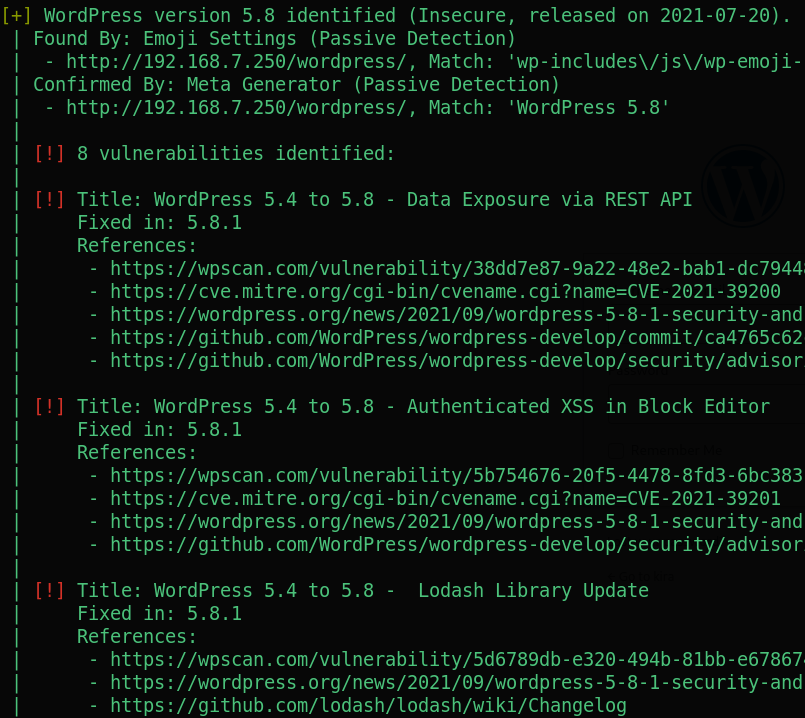 [+] WordPress version 5.8 identified (Insecure, released on 2021-07-20).
| Found By: Emoji Settings (Passive Detection)
|  - http://192.168.7.250/wordpress/, Match: 'wp-includes\/js\/wp-emoji-
| Confirmed By: Meta Generator (Passive Detection)
|  - http://192.168.7.250/wordpress/, Match: 'WordPress 5.8'
|
| [!] 8 vulnerabilities identified:
|
| [!] Title: WordPress 5.4 to 5.8 - Data Exposure via REST API
|     Fixed in: 5.8.1
|     References:
|      - https://wpscan.com/vulnerability/38dd7e87-9a22-48e2-bab1-dc7944
|      - https://cve.mitre.org/cgi-bin/cvename.cgi?name=CVE-2021-39200
|      - https://wordpress.org/news/2021/09/wordpress-5-8-1-security-and
|      - https://github.com/WordPress/wordpress-develop/commit/ca4765c62
|      - https://github.com/WordPress/wordpress-develop/security/advisor
|
| [!] Title: WordPress 5.4 to 5.8 - Authenticated XSS in Block Editor
|     Fixed in: 5.8.1
|     References:
|      - https://wpscan.com/vulnerability/5b754676-20f5-4478-8fd3-6bc383
|      - https://cve.mitre.org/cgi-bin/cvename.cgi?name=CVE-2021-39201
|      - https://wordpress.org/news/2021/09/wordpress-5-8-1-security-and
|      - https://github.com/WordPress/wordpress-develop/security/advisor
|
| [!] Title: WordPress 5.4 to 5.8 -  Lodash Library Update
|     Fixed in: 5.8.1
|     References:
|      - https://wpscan.com/vulnerability/5d6789db-e320-494b-81bb-e67867
|      - https://wordpress.org/news/2021/09/wordpress-5-8-1-security-and
|      - https://github.com/lodash/lodash/wiki/Changelog
Remember Me